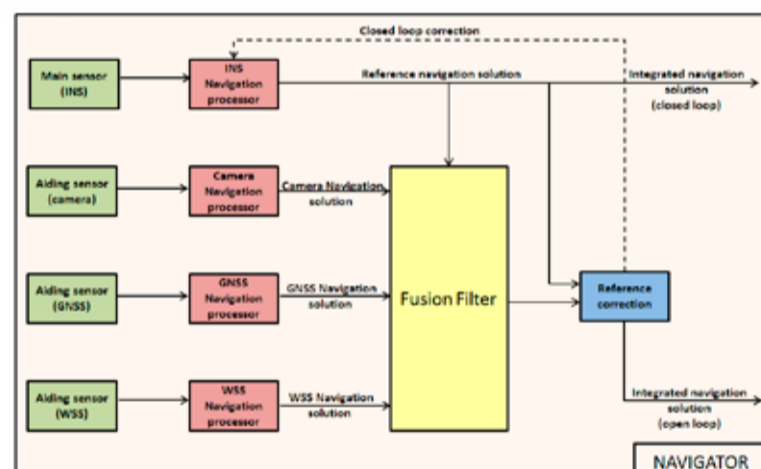 Closed loop correction
Main sensor
(INS)
INS
Navigation
processor
Reference navigation solution
Integrated navigation
solution
(closed loop)
Aiding sensor
(camera)
Camera
Navigation
processor
Camera Navigation
solution
Aiding sensor
(GNSS)
GNSS
Navigation
processor
GNSS Navigation
solution
Fusion Filter
Reference
correction
Aiding sensor
(WSS)
WSS
Navigation
processor
WSS Navigation
solution
Integrated navigation
solution
(open loop)
NAVIGATOR